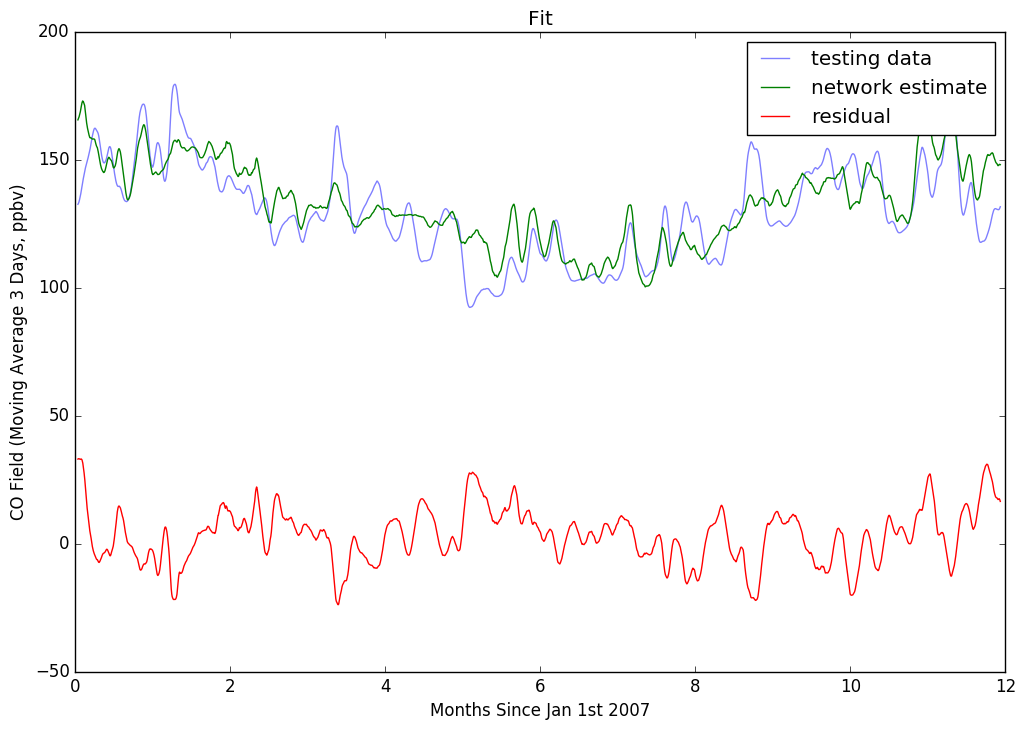 Fit
testing data
network estimate
residual
CO Field (Moving Average 3 Days, ppbv)
200
150
100
50
0
−50
0 2 4 6 8 10 12
Months Since Jan 1st 2007